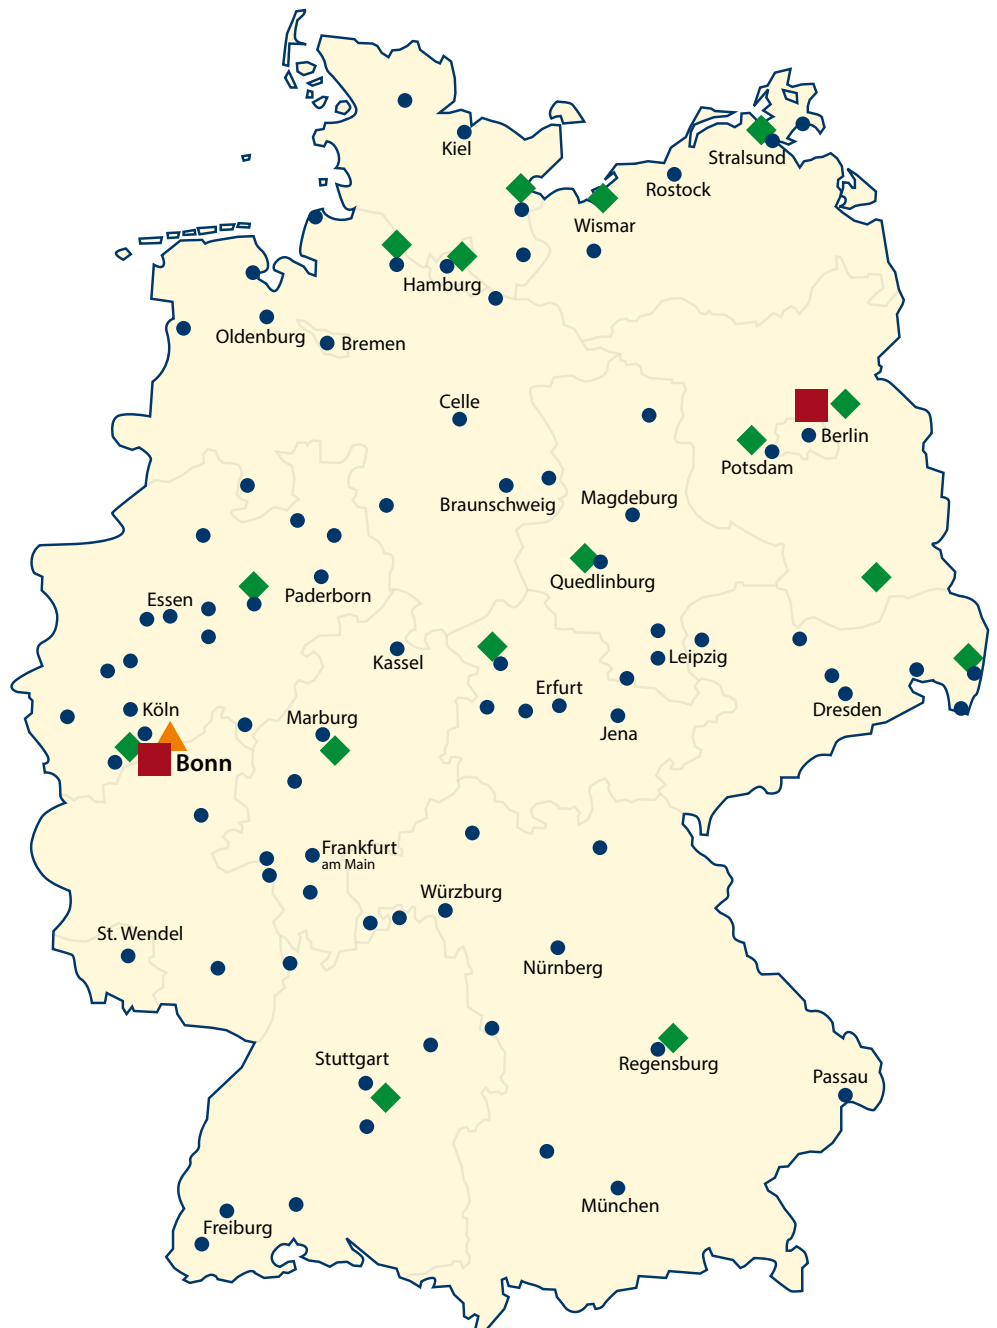 Kiel
Stralsund
Rostock
Wismar
Hamburg
Oldenburg
Bremen
Celle
Berlin
Potsdam
Braunschweig
Magdeburg
Quedlinburg
Essen
Paderborn
Kassel
Leipzig
Erfurt
Köln
Marburg
Dresden
Jena
Bonn
Frankfurt
am Main
Würzburg
St. Wendel
Nürnberg
Stuttgart
Regensburg
Passau
München
Freiburg